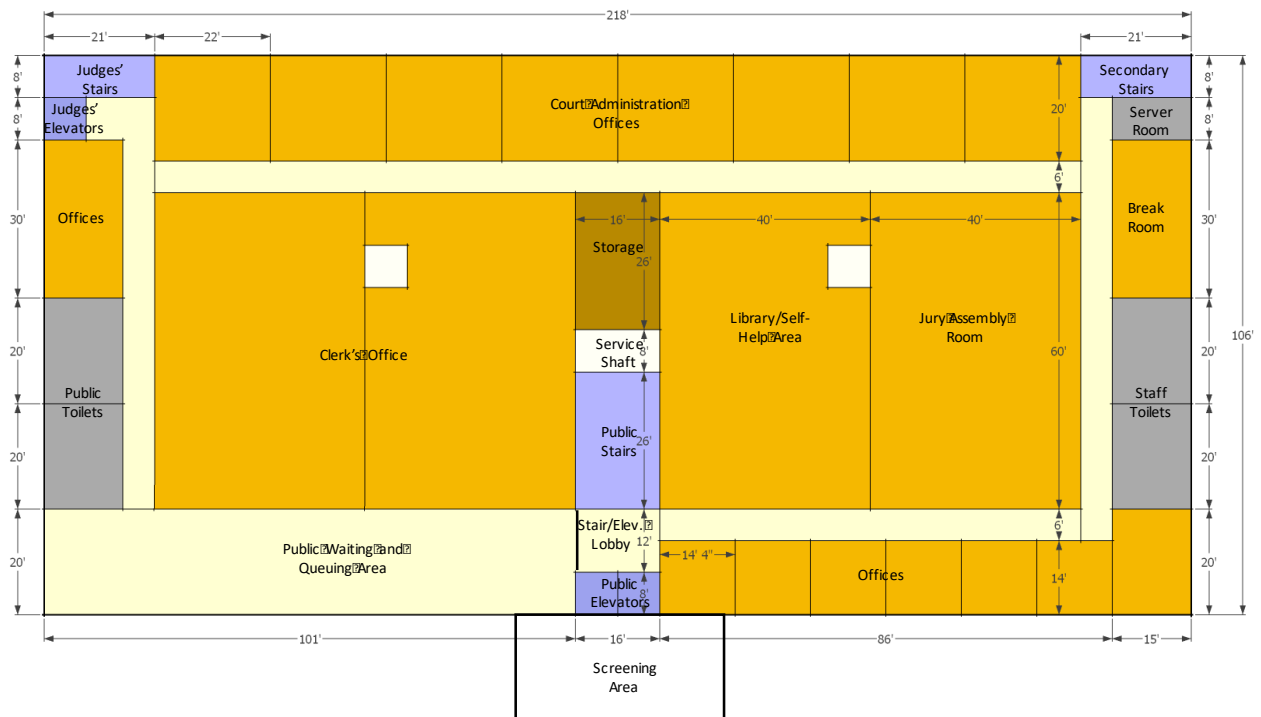 218'
21'
22'
21'
8'
Judges'
Stairs
Secondary
Stairs
8'
8'
Judges'
Elevators
Court Administration
Offices
20'
Server
Room
8'
6'
30'
Offices
16'
Storage
26'
40'
40'
Break
Room
30'
Library/Self-
Help Area
Jury Assembly
Room
Service
Shaft
8'
Clerk's Office
60'
20'
20'
106'
Public
Toilets
Staff
Toilets
Public
Stairs
26'
20'
20'
Public Waiting and
Queuing Area
Stair/Elev.
Lobby
12'
6'
14' 4"
Offices
14'
20'
20'
Public
Elevators
8'
101'
16'
86'
15'
Screening
Area